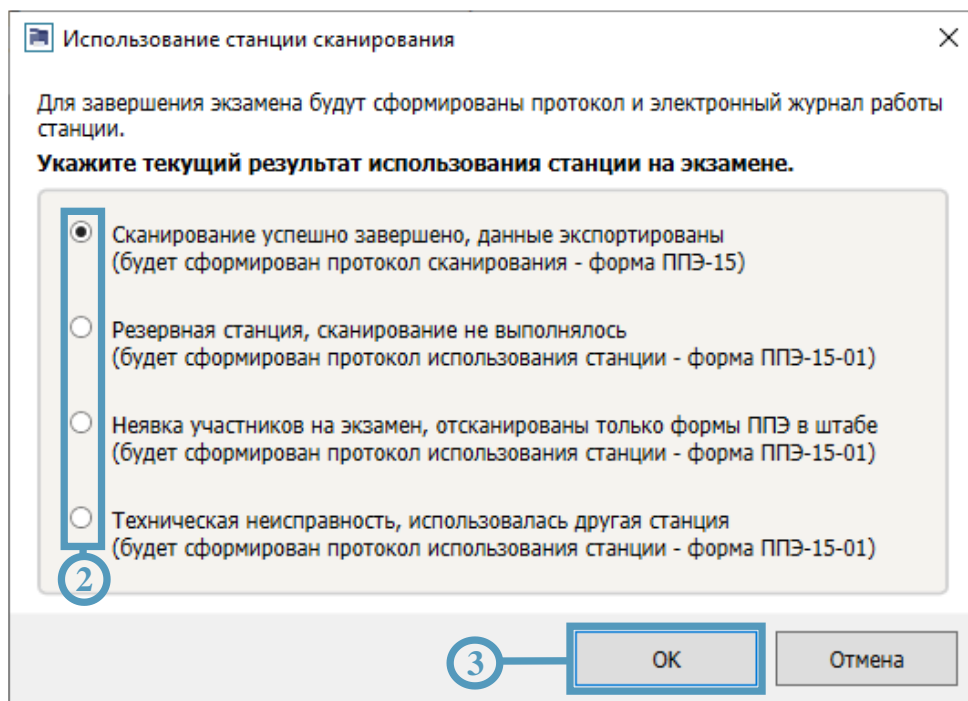 Использование станции сканирования
Для завершения экзамена будут сформированы протокол и электронный журнал работы
станции.
Укажите текущий результат использования станции на экзамене.
Сканирование успешно завершено, данные экспортированы
(будет сформирован протокол сканирования - форма ППЭ-15)
Резервная станция, сканирование не выполнялось
(будет сформирован протокол использования станции - форма ППЭ-15-01)
Неявка участников на экзамен, отсканированы только формы ППЭ в штабе
(будет сформирован протокол использования станции - форма ППЭ-15-01)
Техническая неисправность, использовалась другая станция
(будет сформирован протокол использования станции - форма ППЭ-15-01)
2
3 OK Отмена